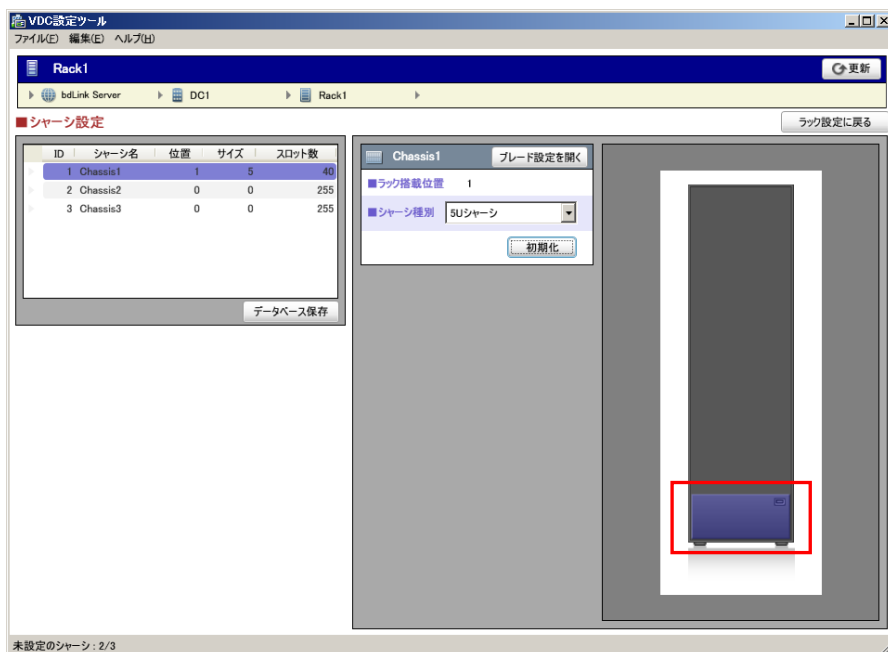 VDC設定ツール
ファイル(F) 編集(E) ヘルプ(H)
Rack1
更新
bdLink Server DC1 Rack1
■シャーシ設定
ラック設定に戻る
ID シャーシ名 位置 サイズ スロット数
1 Chassis1 1 5 40
2 Chassis2 0 0 255
3 Chassis3 0 0 255
データベース保存
Chassis1 ブレード設定を開く
■ラック搭載位置 1
■シャーシ種別 5Uシャーシ
初期化
未設定のシャーシ : 2/3